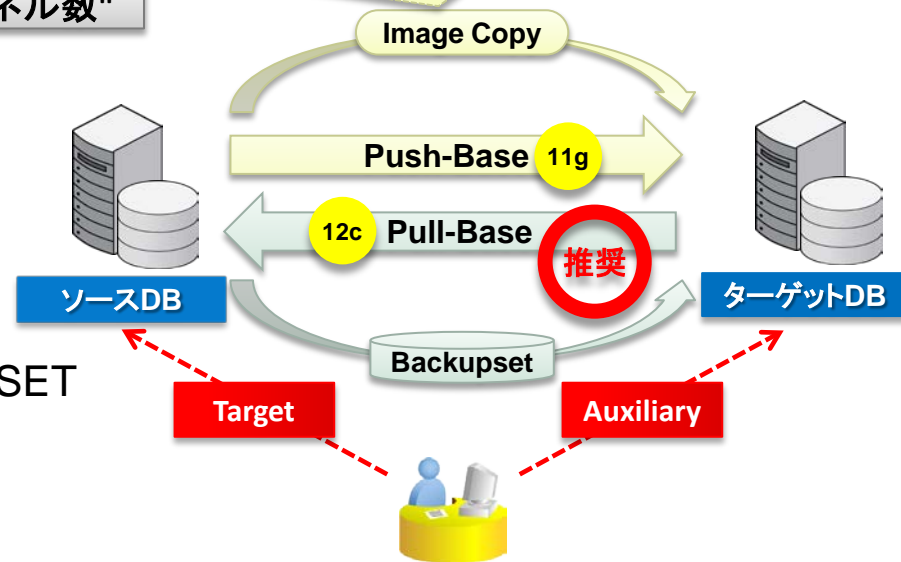 ネル数"
Image Copy
Push-Base 11g
12c Pull-Base
推奨
ソースDB
ターゲットDB
Backupset
SET
Target
Auxiliary